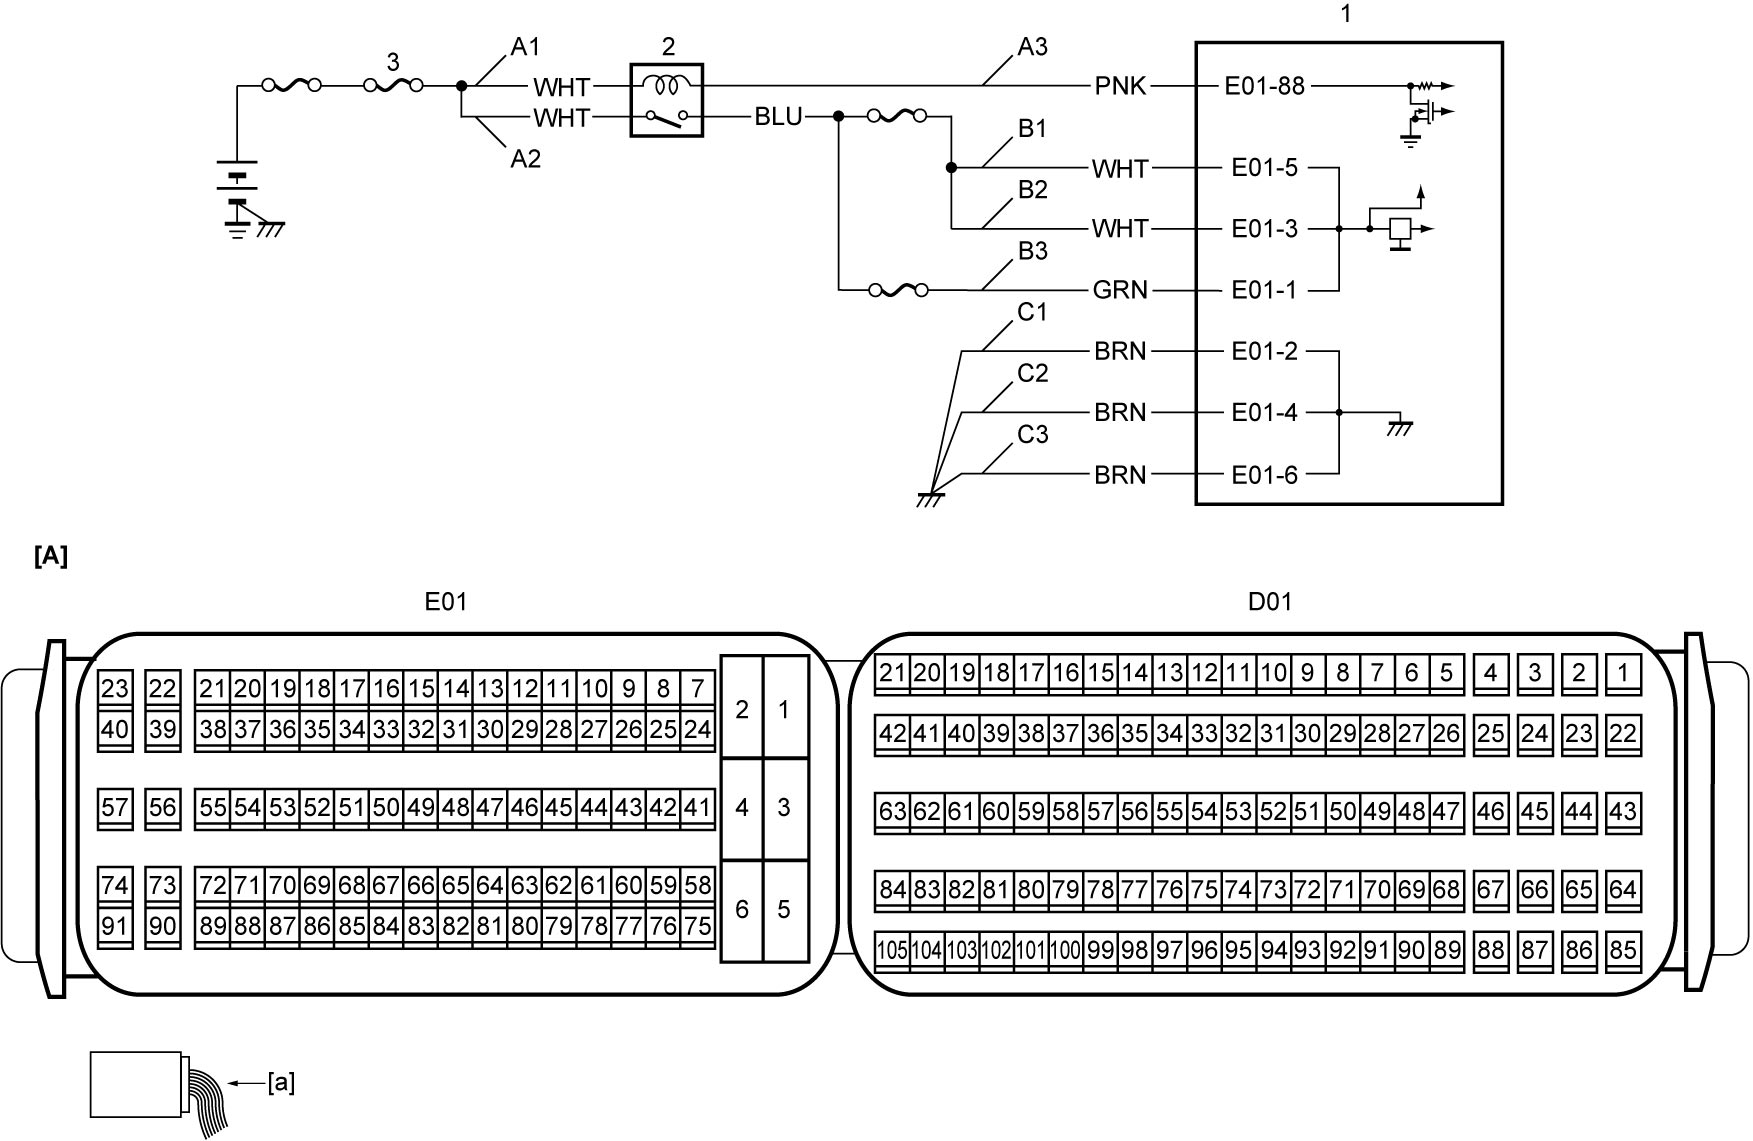 1
3 A1 2 A3
WHT PNK E01-88
WHT BLU
A2 B1
WHT E01-5
B2
WHT E01-3
B3
GRN E01-1
C1
BRN E01-2
C2
BRN E01-4
C3
BRN E01-6
[A]
E01 D01
23 22 21 20 19 18 17 16 15 14 13 12 11 10 9 8 7
40 39 38 37 36 35 34 33 32 31 30 29 28 27 26 25 24
2 1
57 56 55 54 53 52 51 50 49 48 47 46 45 44 43 42 41
4 3
74 73 72 71 70 69 68 67 66 65 64 63 62 61 60 59 58
91 90 89 88 87 86 85 84 83 82 81 80 79 78 77 76 75
6 5
21 20 19 18 17 16 15 14 13 12 11 10 9 8 7 6 5 4 3 2 1
42 41 40 39 38 37 36 35 34 33 32 31 30 29 28 27 26 25 24 23 22
63 62 61 60 59 58 57 56 55 54 53 52 51 50 49 48 47 46 45 44 43
84 83 82 81 80 79 78 77 76 75 74 73 72 71 70 69 68 67 66 65 64
105 104 103 102 101 100 99 98 97 96 95 94 93 92 91 90 89 88 87 86 85
[a]